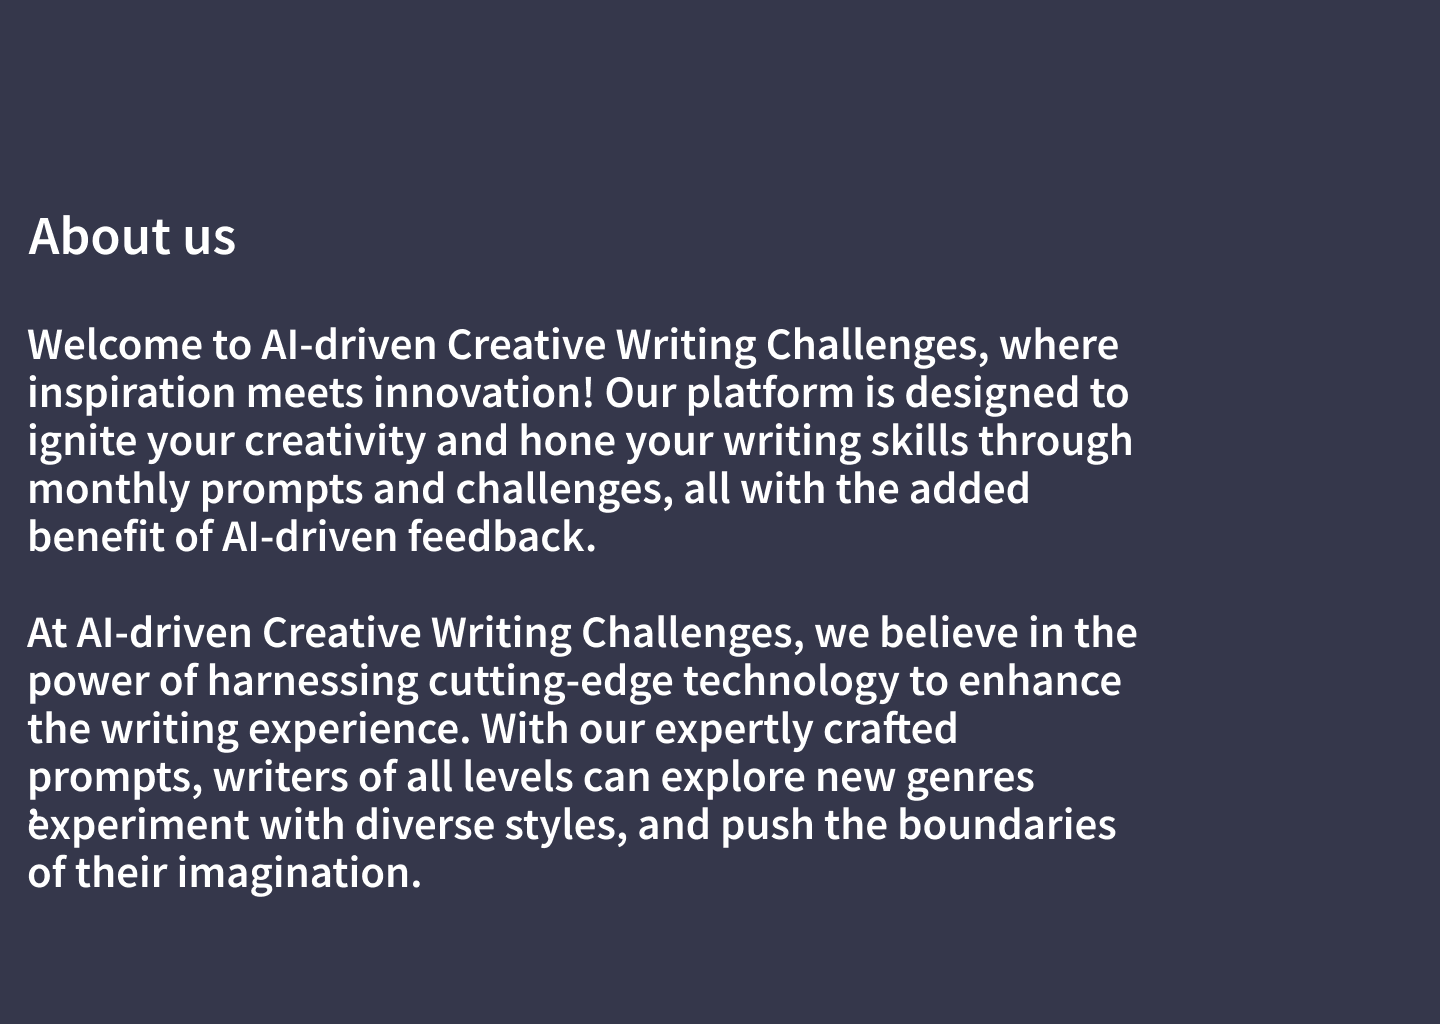 About us
Welcome to AI-driven Creative Writing Challenges, where
inspiration meets innovation! Our platform is designed to
ignite your creativity and hone your writing skills through
monthly prompts and challenges, all with the added
benefit of AI-driven feedback.
At AI-driven Creative Writing Challenges, we believe in the
power of harnessing cutting-edge technology to enhance
the writing experience. With our expertly crafted
prompts, writers of all levels can explore new genres
,
experiment with diverse styles, and push the boundaries
of their imagination.